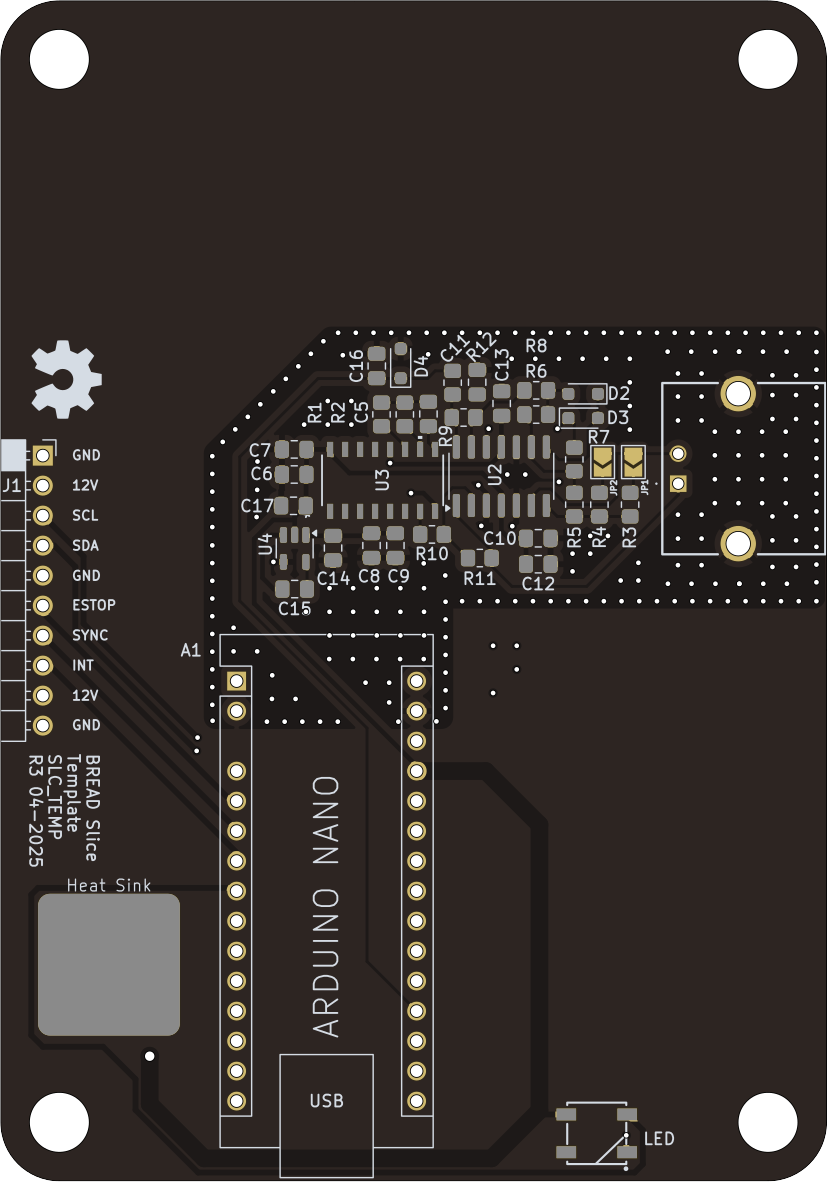 C16
D4
C11
R12
C13
R8
R6
D2
D3
R1
R2
C5
R9
R7
C7
C6
C17
U3
U2
JP2
JP1
U4
C14
C8
C9
R10
C10
R11
C12
R5
R4
R3
C15
J1
GND
12V
SCL
SDA
GND
ESTOP
SYNC
INT
12V
GND
A1
BREAD Slice
Template
SLC_TEMP
R3 04-2025
Heat Sink
ARDUINO NANO
USB
LED